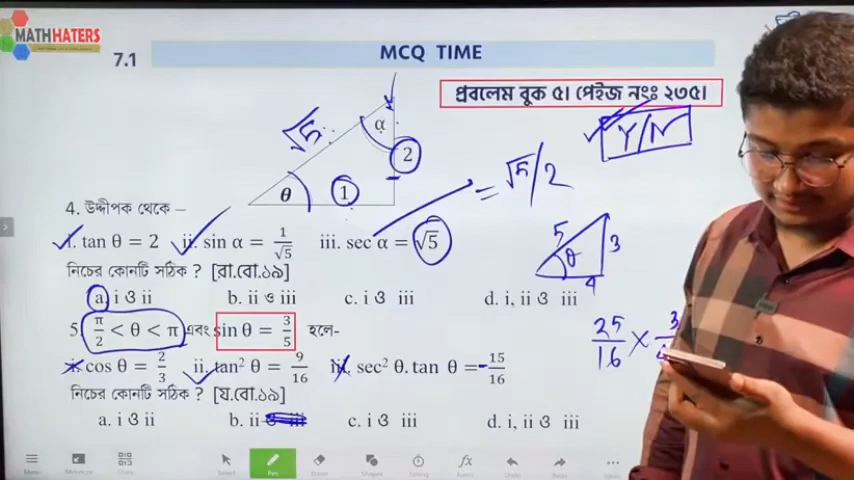 MATHHATERS
7.1
MCQ TIME
প্রবলেম বুক ৫। পেইজ নংঃ ২৩৫।
Y/N
√5
α
2
θ
1
= √5/2
5
3
θ
4
4. উদ্দীপক থেকে –
i. tan θ = 2 ii. sin α = 1/√5 iii. sec α = √5
নিচের কোনটি সঠিক ? [রা.বো.১৯]
a. i ও ii b. ii ও iii c. i ও iii d. i, ii ও iii
5. π/2 < θ < π এবং sin θ = 3/5 হলে-
25/16 × 3
i. cos θ = 2/3 ii. tan² θ = 9/16 iii. sec² θ. tan θ = -15/16
নিচের কোনটি সঠিক ? [য.বো.১৯]
a. i ও ii b. ii ও iii c. i ও iii d. i, ii ও iii
Menu
Pen